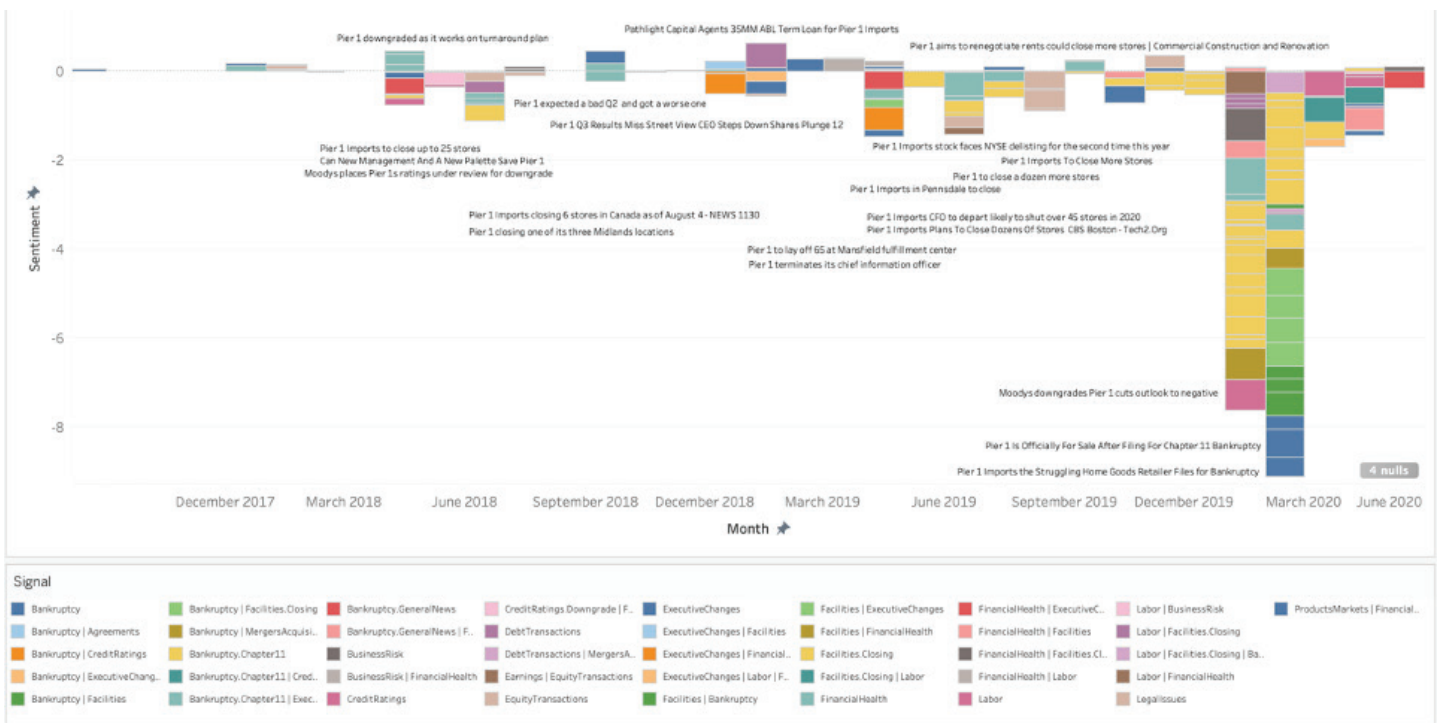 Pathlight Capital Agents 35MM ABL Term Loan for Pier 1 Imports
Pier 1 downgraded as it works on turnaround plan
Pier 1 aims to renegotiate rents could close more stores | Commercial Construction and Renovation
0
Pier 1 expected a bad Q2 and got a worse one
Pier 1 Q3 Results Miss Street View CEO Steps Down Shares Plunge 12
Pier 1 Imports to close up to 25 stores
Can New Management And A New Palette Save Pier 1
Moodys places Pier 1s ratings under review for downgrade
Pier 1 Imports stock faces NYSE delisting for the second time this year
Pier 1 Imports To Close More Stores
Pier 1 to close a dozen more stores
Pier 1 Imports in Pennsdale to close
-2
Pier 1 Imports closing 6 stores in Canada as of August 4 - NEWS 1130
Pier 1 closing one of its three Midlands locations
Pier 1 Imports CFO to depart likely to shut over 45 stores in 2020
Pier 1 Imports Plans To Close Dozens Of Stores CBS Boston - Tech2.Org
Pier 1 to lay off 65 at Mansfield fulfillment center
Pier 1 terminates its chief information officer
-4
Sentiment
-6
Moodys downgrades Pier 1 cuts outlook to negative
-8
Pier 1 Is Officially For Sale After Filing For Chapter 11 Bankruptcy
Pier 1 Imports the Struggling Home Goods Retailer Files for Bankruptcy
4 nulls
December 2017 March 2018 June 2018 September 2018 December 2018 March 2019 June 2019 September 2019 December 2019 March 2020 June 2020
Month
Signal
Bankruptcy Bankruptcy | Facilities.Closing Bankruptcy.GeneralNews CreditRatings Downgrade | F.. ExecutiveChanges Facilities | ExecutiveChanges FinancialHealth | ExecutiveC.. Labor | BusinessRisk ProductsMarkets | Financial..
Bankruptcy | Agreements Bankruptcy | MergersAcquisi.. Bankruptcy.GeneralNews | F.. DebtTransactions ExecutiveChanges | Facilities Facilities | FinancialHealth FinancialHealth | Facilities Labor | Facilities.Closing
Bankruptcy | CreditRatings Bankruptcy.Chapter11 BusinessRisk DebtTransactions | MergersA.. ExecutiveChanges | Financial.. Facilities.Closing FinancialHealth | Facilities.Cl.. Labor | Facilities.Closing | Ba..
Bankruptcy | ExecutiveChang.. Bankruptcy.Chapter11 | Cred.. BusinessRisk | FinancialHealth Earnings | EquityTransactions ExecutiveChanges | Labor | F.. Facilities.Closing | Labor FinancialHealth | Labor Labor | FinancialHealth
Bankruptcy | Facilities Bankruptcy.Chapter11 | Exec.. CreditRatings EquityTransactions Facilities | Bankruptcy FinancialHealth Labor LegalIssues